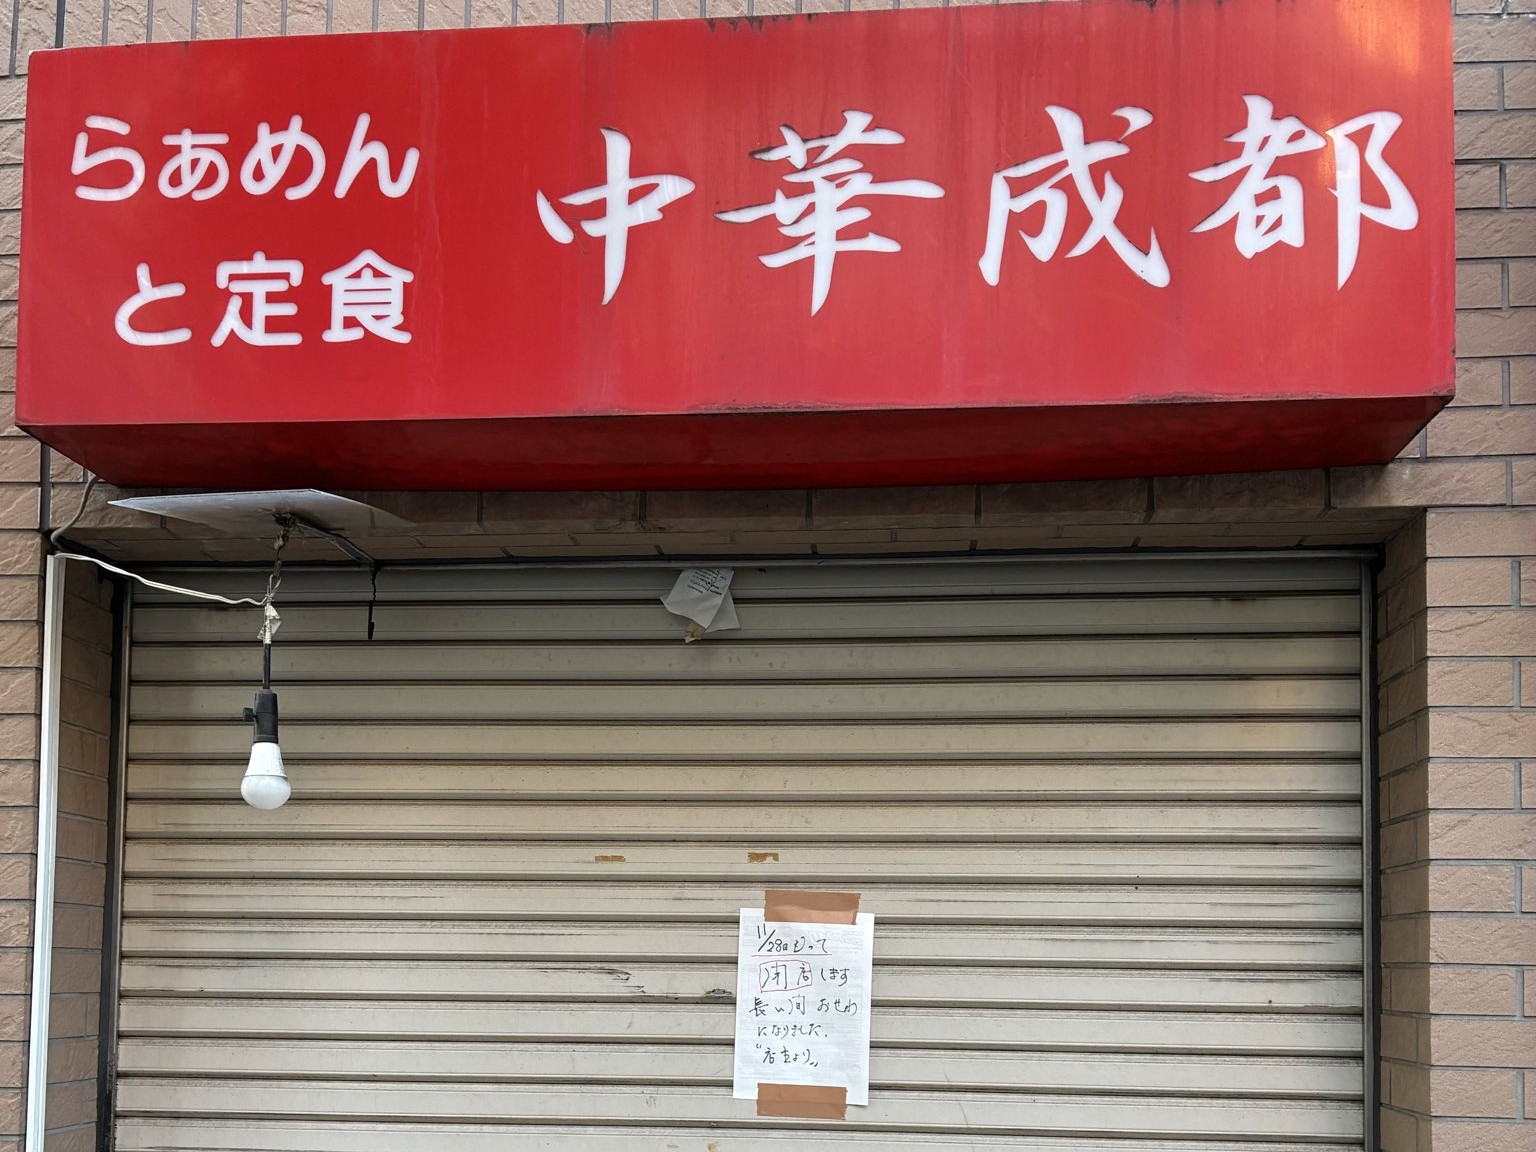 らぁめん
と定食
中華成都
11/28日もって
閉店します
長い間 おせわ
になりました.
“店主より„